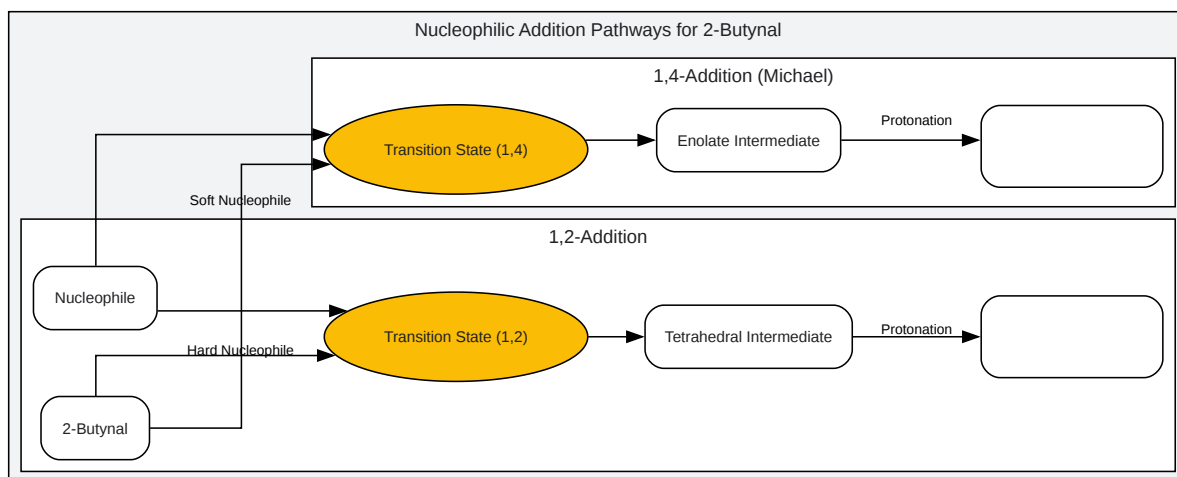 Nucleophilic Addition Pathways for 2-Butynal
1,4-Addition (Michael)
Transition State (1,4)
Enolate Intermediate
Protonation
Soft Nucleophile
1,2-Addition
Nucleophile
Hard Nucleophile
Transition State (1,2)
Tetrahedral Intermediate
Protonation
2-Butynal